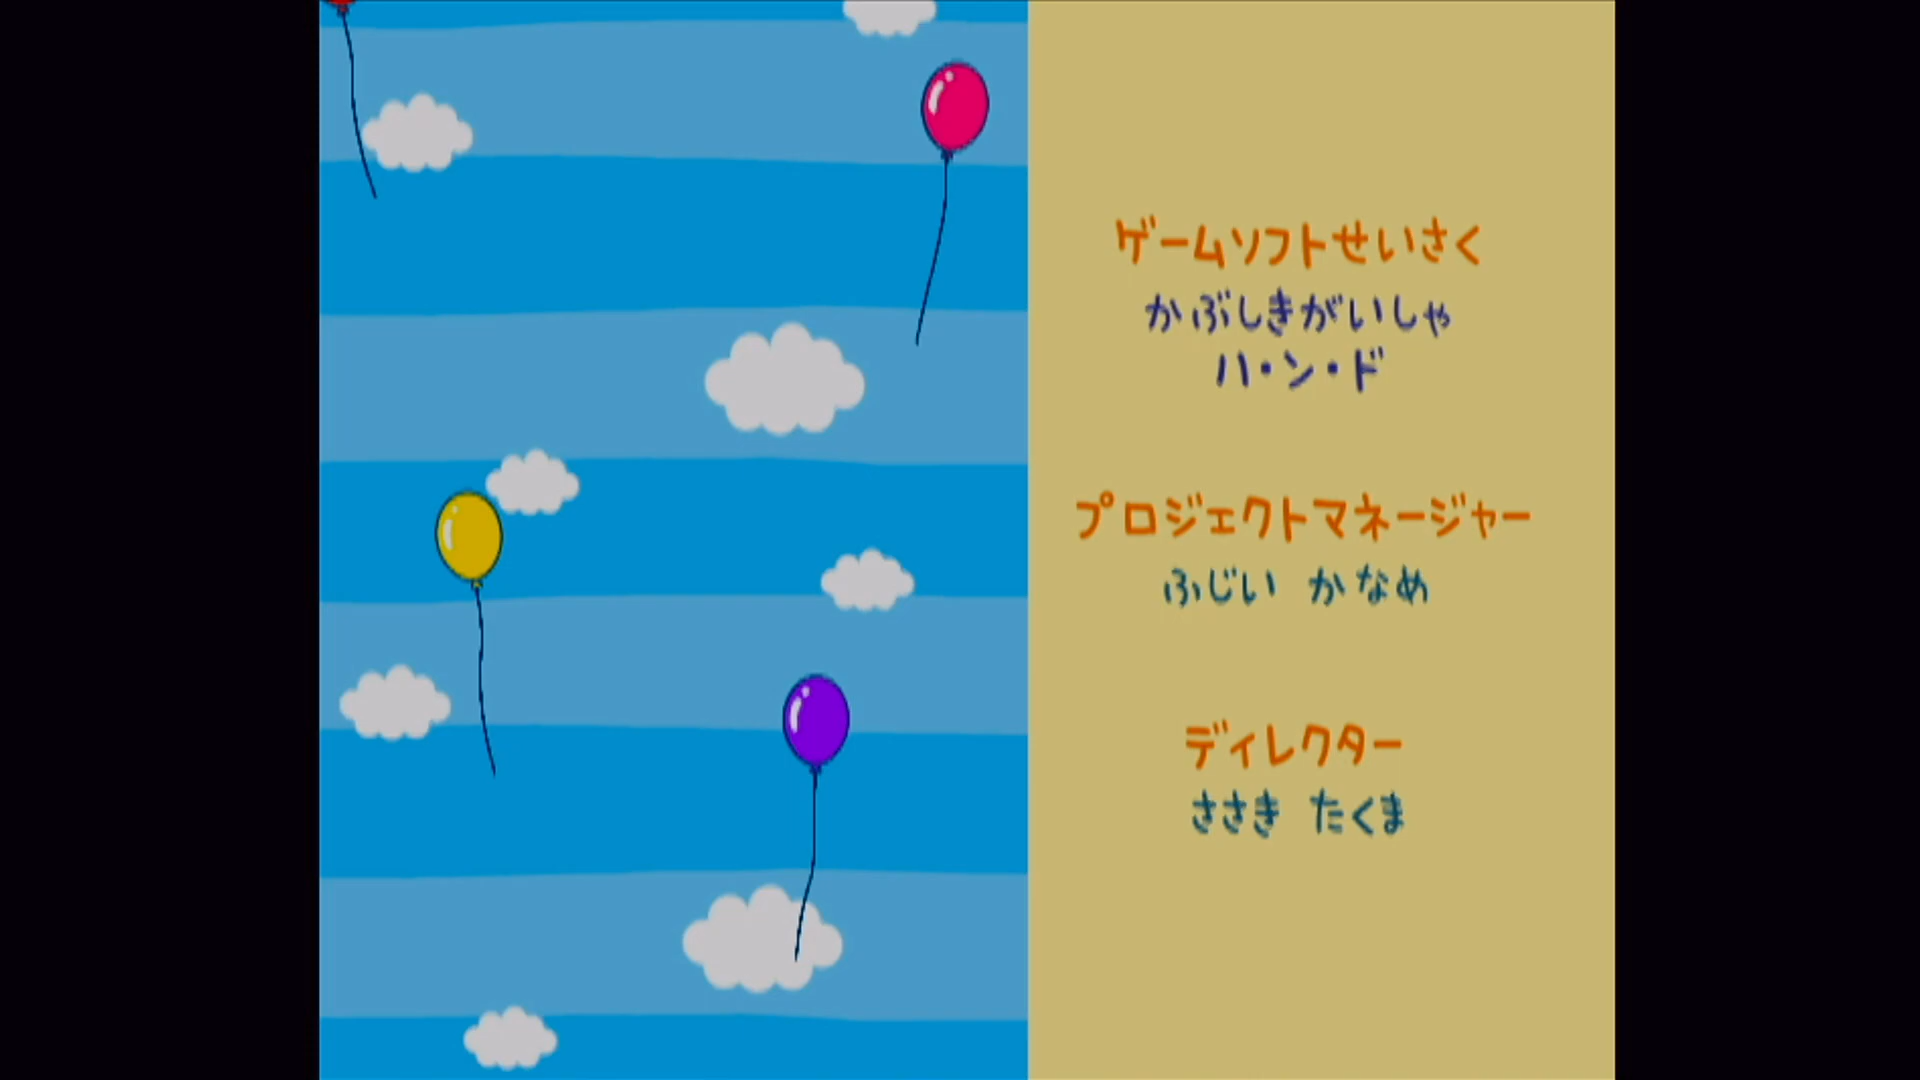 ゲームソフトせいさく
かぶしきがいしゃ
ハ・ン・ド
プロジェクトマネージャー
ふじい かなめ
ディレクター
ささき たくま